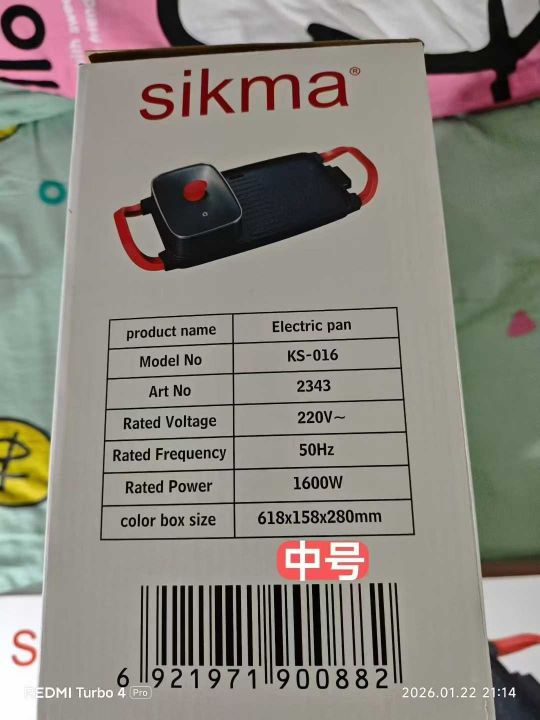 llo
sikma®
product name Electric pan
Model No KS-016
Art No 2343
Rated Voltage 220V~
Rated Frequency 50Hz
Rated Power 1600W
color box size 618x158x280mm
中号
6 921971 900882
REDMI Turbo 4 Pro
2026.01.22 21:14